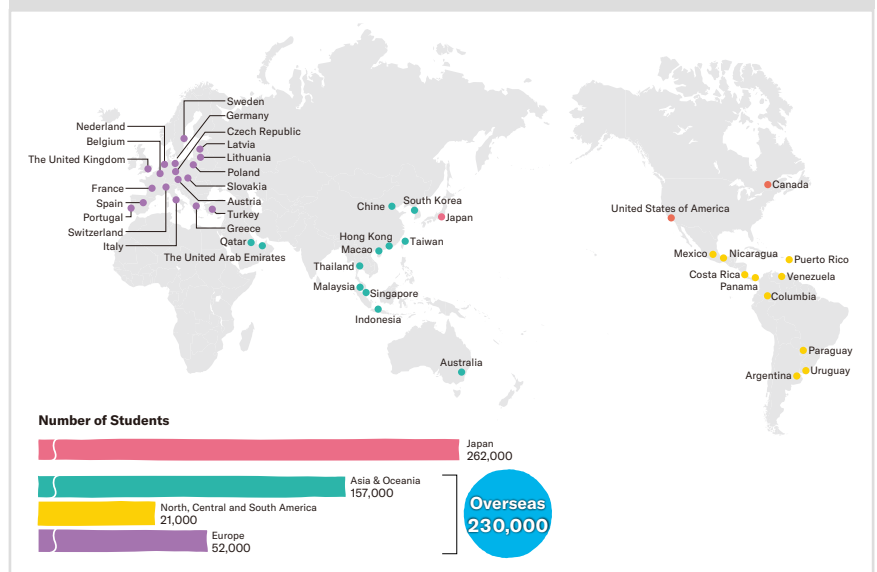 Sweden
Germany
Nederland
Czech Republic
Belgium
Latvia
The United Kingdom
Lithuania
Poland
France
Slovakia
Spain
Austria
Portugal
Turkey
Switzerland
Greece
Italy
Qatar
The United Arab Emirates
Chine
South Korea
Japan
Hong Kong
Taiwan
Macao
Thailand
Malaysia
Singapore
Indonesia
Australia
Canada
United States of America
Mexico
Nicaragua
Puerto Rico
Costa Rica
Venezuela
Panama
Columbia
Paraguay
Uruguay
Argentina
Number of Students
Japan
262,000
Asia & Oceania
157,000
North, Central and South America
21,000
Europe
52,000
Overseas
230,000